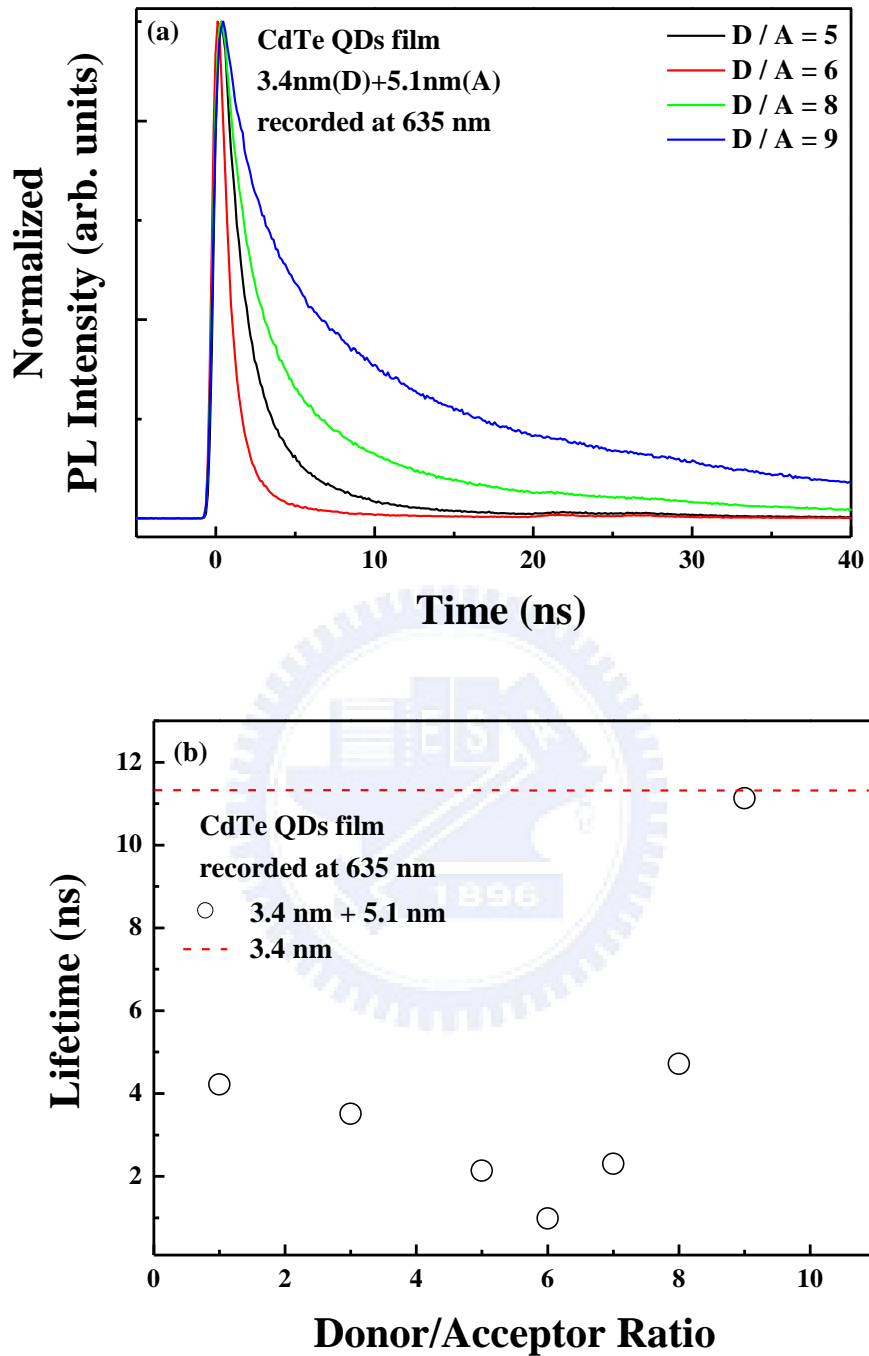 (a)
CdTe QDs film
3.4nm(D)+5.1nm(A)
recorded at 635 nm
D / A = 5
D / A = 6
D / A = 8
D / A = 9
Normalized
PL Intensity (arb. units)
0 10 20 30 40
Time (ns)
(b)
CdTe QDs film
recorded at 635 nm
3.4 nm + 5.1 nm
3.4 nm
12
10
8
6
4
2
Lifetime (ns)
0 2 4 6 8 10
Donor/Acceptor Ratio
E S A
1896